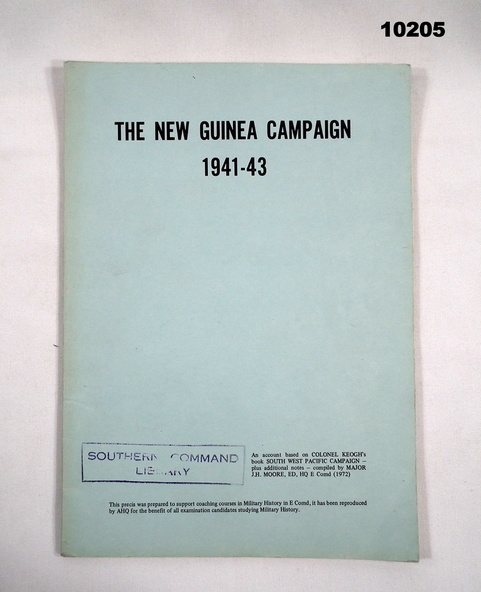 10205
THE NEW GUINEA CAMPAIGN
1941-43
SOUTHERN COMMAND
LIBRARY
An account based on COLONEL KEOGH's
book SOUTH WEST PACIFIC CAMPAIGN –
plus additional notes – compiled by MAJOR
J.H. MOORE, ED, HQ E Comd (1972)
This precis was prepared to support coaching courses in Military History in E Comd, it has been reproduced
by AHQ for the benefit of all examination candidates studying Military History.